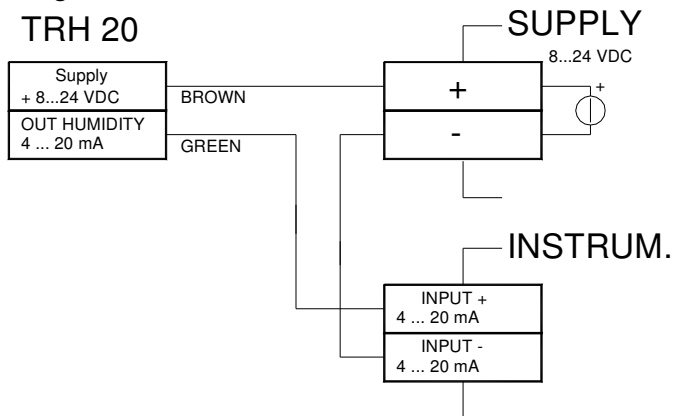 TRH 20
SUPPLY
8...24 VDC
Supply
+ 8...24 VDC
BROWN
+
+
OUT HUMIDITY
4 ... 20 mA
GREEN
-
INSTRUM.
INPUT +
4 ... 20 mA
INPUT -
4 ... 20 mA